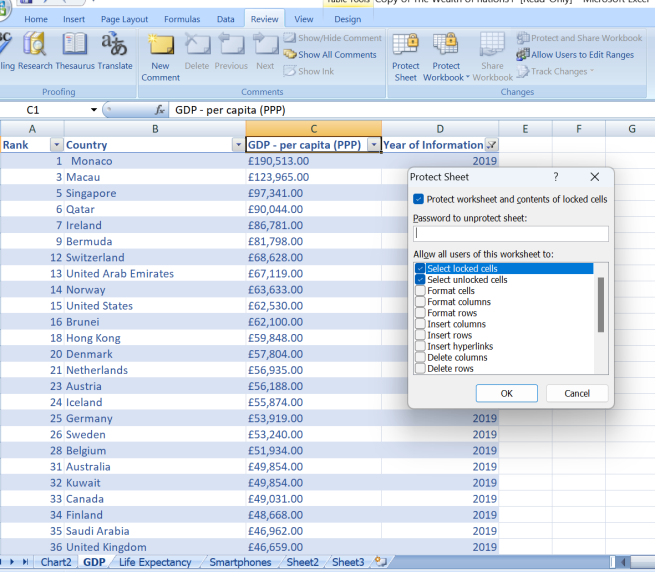 Table Tools Copy of The Wealth of Nations [Read-Only] - Microsoft Excel
Home Insert Page Layout Formulas Data Review View Design
ling Research Thesaurus Translate
Proofing
New Comment
Delete Previous Next
Show/Hide Comment
Show All Comments
Show Ink
Comments
Protect Sheet
Protect Workbook
Share Workbook
Protect and Share Workbook
Allow Users to Edit Ranges
Track Changes
Changes
C1 fx GDP - per capita (PPP)
A B C D E F G
Rank Country GDP - per capita (PPP) Year of Information
1 Monaco £190,513.00 2019
3 Macau £123,965.00
5 Singapore £97,341.00
6 Qatar £90,044.00
7 Ireland £86,781.00
9 Bermuda £81,798.00
12 Switzerland £68,628.00
13 United Arab Emirates £67,119.00
14 Norway £63,633.00
15 United States £62,530.00
16 Brunei £62,100.00
18 Hong Kong £59,848.00
20 Denmark £57,804.00
21 Netherlands £56,935.00
23 Austria £56,188.00
24 Iceland £55,874.00
25 Germany £53,919.00 2019
26 Sweden £53,240.00 2019
28 Belgium £51,934.00 2019
31 Australia £49,854.00 2019
32 Kuwait £49,854.00 2019
33 Canada £49,031.00 2019
34 Finland £48,668.00 2019
35 Saudi Arabia £46,962.00 2019
36 United Kingdom £46,659.00 2019
Protect Sheet ?
Protect worksheet and contents of locked cells
Password to unprotect sheet:
Allow all users of this worksheet to:
Select locked cells
Select unlocked cells
Format cells
Format columns
Format rows
Insert columns
Insert rows
Insert hyperlinks
Delete columns
Delete rows
OK Cancel
Chart2 GDP Life Expectancy Smartphones Sheet2 Sheet3